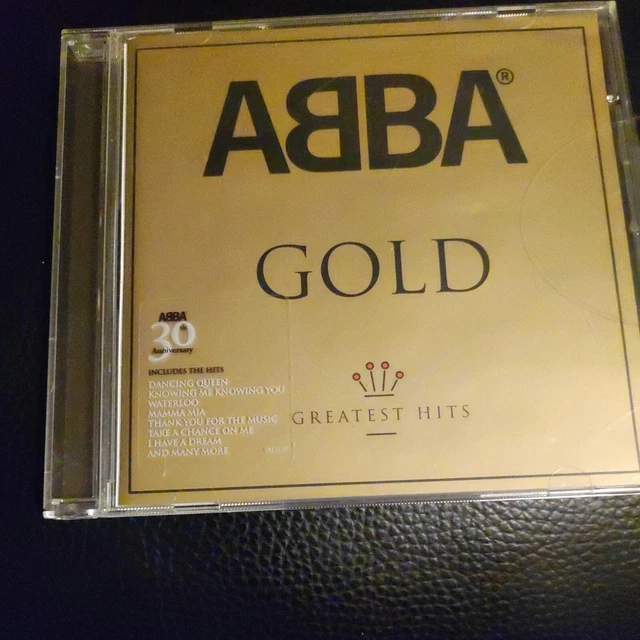 ABBA®
GOLD
ABBA
30
Anniversary
INCLUDES THE HITS
DANCING QUEEN
KNOWING ME KNOWING YOU
WATERLOO
MAMMA MIA
THANK YOU FOR THE MUSIC
TAKE A CHANCE ON ME
I HAVE A DREAM
AND MANY MORE
GREATEST HITS